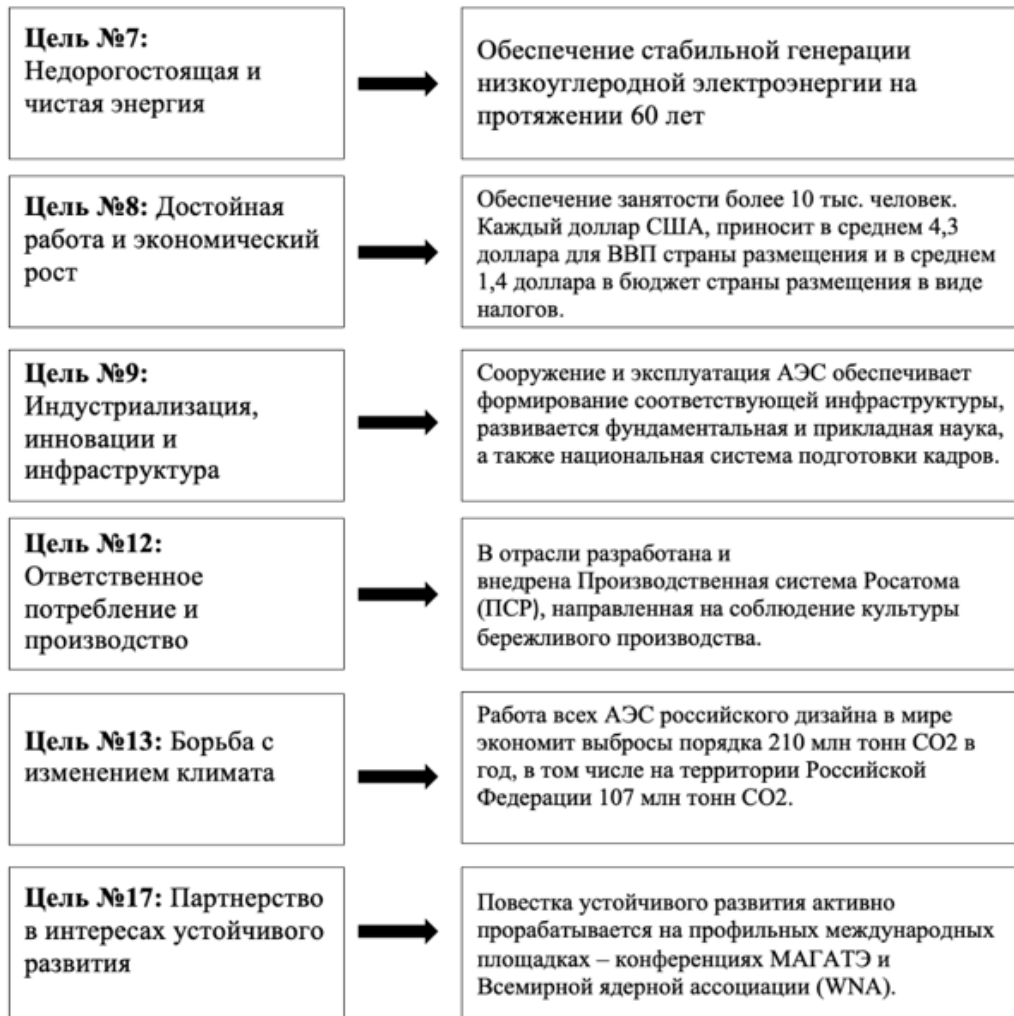 Цель №7:
Недорогостоящая и
чистая энергия
Обеспечение стабильной генерации
низкоуглеродной электроэнергии на
протяжении 60 лет
Цель №8: Достойная
работа и экономический
рост
Обеспечение занятости более 10 тыс. человек.
Каждый доллар США, приносит в среднем 4,3
доллара для ВВП страны размещения и в среднем
1,4 доллара в бюджет страны размещения в виде
налогов.
Цель №9:
Индустриализация,
инновации и
инфраструктура
Сооружение и эксплуатация АЭС обеспечивает
формирование соответствующей инфраструктуры,
развивается фундаментальная и прикладная наука,
а также национальная система подготовки кадров.
Цель №12:
Ответственное
потребление и
производство
В отрасли разработана и
внедрена Производственная система Росатома
(ПСР), направленная на соблюдение культуры
бережливого производства.
Цель №13: Борьба с
изменением климата
Работа всех АЭС российского дизайна в мире
экономит выбросы порядка 210 млн тонн СО2 в
год, в том числе на территории Российской
Федерации 107 млн тонн СО2.
Цель №17: Партнерство
в интересах устойчивого
развития
Повестка устойчивого развития активно
прорабатывается на профильных международных
площадках – конференциях МАГАТЭ и
Всемирной ядерной ассоциации (WNA).